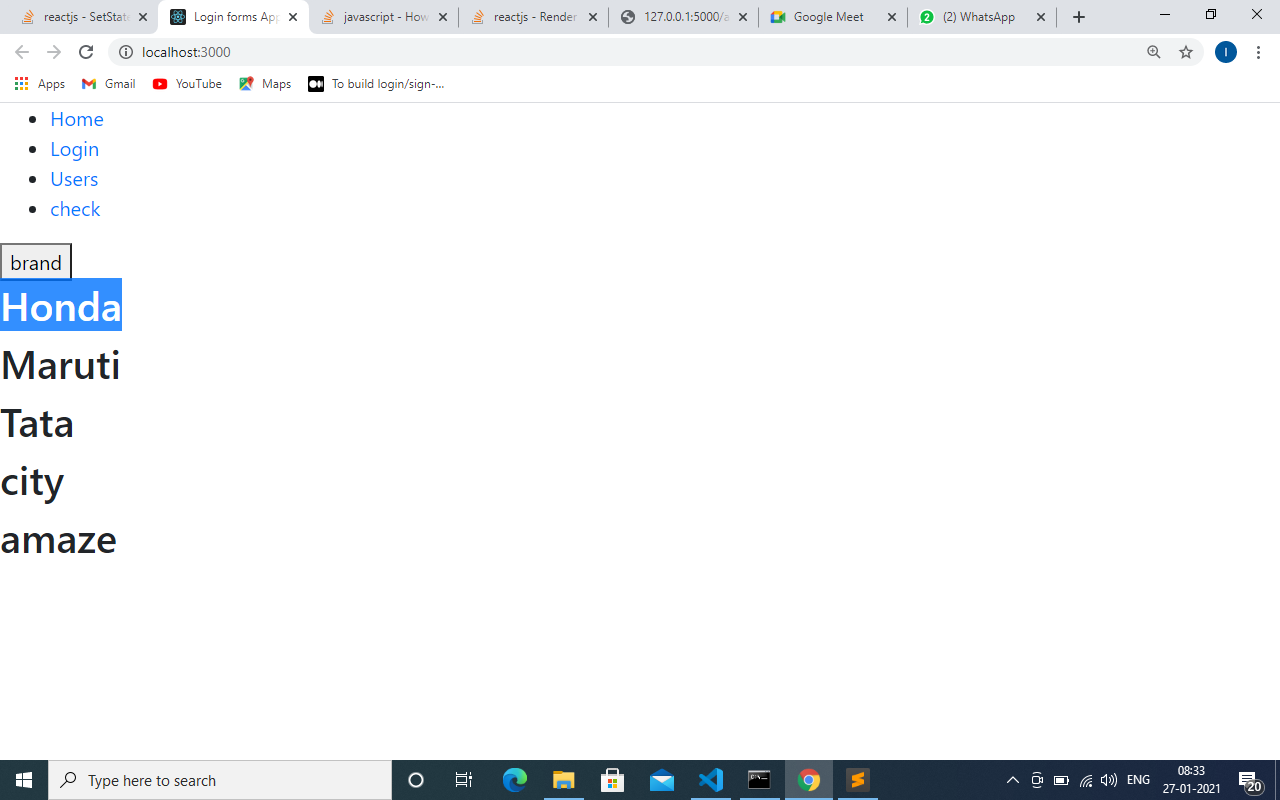 reactjs - SetState
Login forms App
javascript - How
reactjs - Render
127.0.0.1:5000/a
Google Meet
2
(2) WhatsApp
localhost:3000
I
Apps
Gmail
YouTube
Maps
To build login/sign-...
Home
Login
Users
check
brand
Honda
Maruti
Tata
city
amaze
Type here to search
ENG
08:33
27-01-2021
20